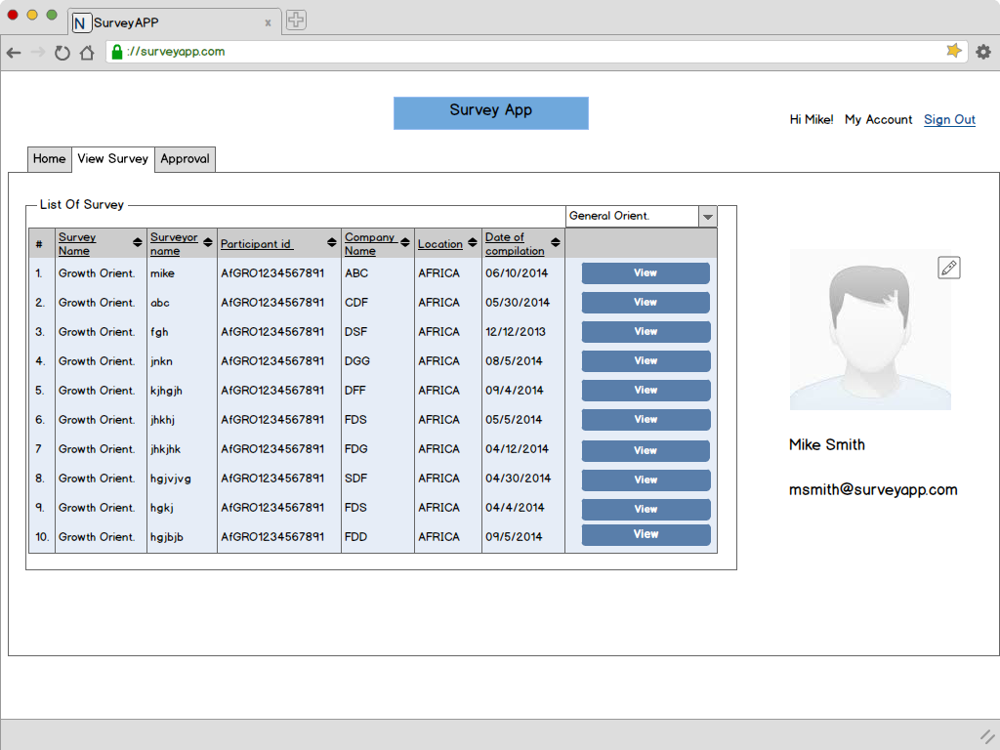 N SurveyAPP x
://surveyapp.com
Survey App
Hi Mike! My Account Sign Out
Home View Survey Approval
List Of Survey
General Orient.
# Survey Name Surveyor name Participant id Company Name Location Date of compilation
1. Growth Orient. mike AfGRO1234567891 ABC AFRICA 06/10/2014 View
2. Growth Orient. abc AfGRO1234567891 CDF AFRICA 05/30/2014 View
3. Growth Orient. fgh AfGRO1234567891 DSF AFRICA 12/12/2013 View
4. Growth Orient. jnkn AfGRO1234567891 DGG AFRICA 08/5/2014 View
5. Growth Orient. kjhgjh AfGRO1234567891 DFF AFRICA 09/4/2014 View
6. Growth Orient. jhkhj AfGRO1234567891 FDS AFRICA 05/5/2014 View
7 Growth Orient. jhkjhk AfGRO1234567891 FDG AFRICA 04/12/2014 View
8. Growth Orient. hgjvjvg AfGRO1234567891 SDF AFRICA 04/30/2014 View
9. Growth Orient. hgkj AfGRO1234567891 FDS AFRICA 04/4/2014 View
10. Growth Orient. hgjbjb AfGRO1234567891 FDD AFRICA 09/5/2014 View
Mike Smith
msmith@surveyapp.com